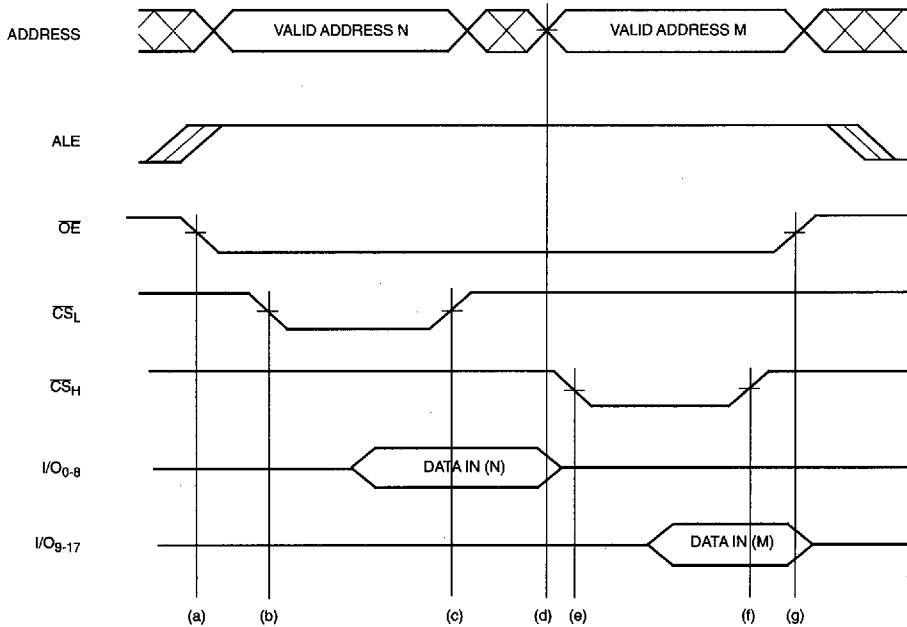 ADDRESS
VALID ADDRESS N
VALID ADDRESS M
ALE
OE
CSL
CSH
I/O0-8
DATA IN (N)
I/O9-17
DATA IN (M)
(a) (b) (c) (d) (e) (f) (g)